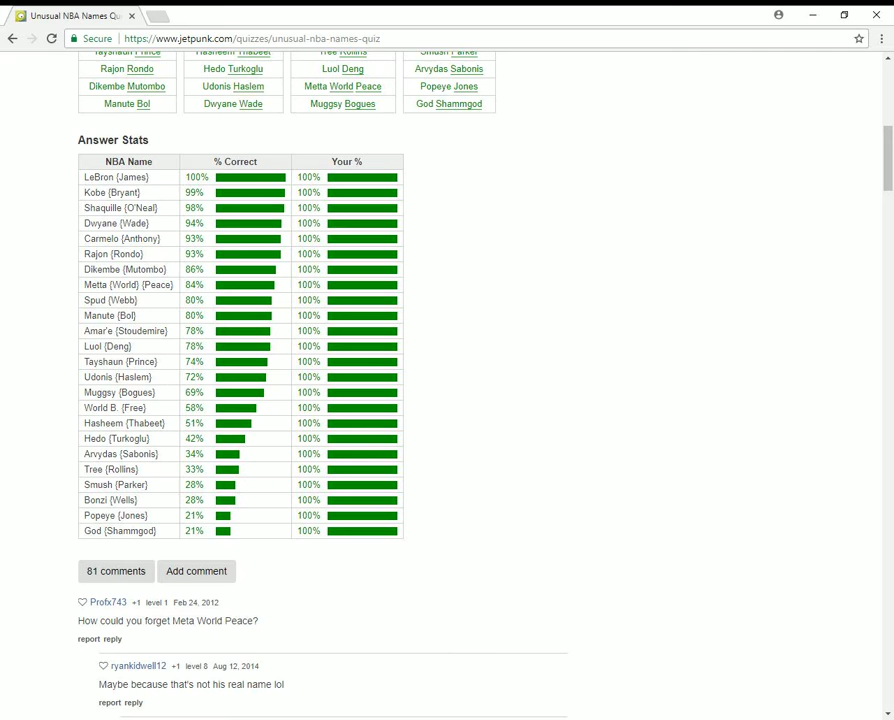 Unusual NBA Names Qu
Secure https://www.jetpunk.com/quizzes/unusual-nba-names-quiz
Tayshaun Prince Hasheem Thabeet Tree Rollins Smush Parker
Rajon Rondo Hedo Turkoglu Luol Deng Arvydas Sabonis
Dikembe Mutombo Udonis Haslem Metta World Peace Popeye Jones
Manute Bol Dwyane Wade Muggsy Bogues God Shammgod
Answer Stats
NBA Name % Correct Your %
LeBron {James} 100% 100%
Kobe {Bryant} 99% 100%
Shaquille {O'Neal} 98% 100%
Dwyane {Wade} 94% 100%
Carmelo {Anthony} 93% 100%
Rajon {Rondo} 93% 100%
Dikembe {Mutombo} 86% 100%
Metta {World} {Peace} 84% 100%
Spud {Webb} 80% 100%
Manute {Bol} 80% 100%
Amar'e {Stoudemire} 78% 100%
Luol {Deng} 78% 100%
Tayshaun {Prince} 74% 100%
Udonis {Haslem} 72% 100%
Muggsy {Bogues} 69% 100%
World B. {Free} 58% 100%
Hasheem {Thabeet} 51% 100%
Hedo {Turkoglu} 42% 100%
Arvydas {Sabonis} 34% 100%
Tree {Rollins} 33% 100%
Smush {Parker} 28% 100%
Bonzi {Wells} 28% 100%
Popeye {Jones} 21% 100%
God {Shammgod} 21% 100%
81 comments Add comment
Profx743 +1 level 1 Feb 24, 2012
How could you forget Meta World Peace?
report reply
ryankidwell12 +1 level 8 Aug 12, 2014
Maybe because that's not his real name lol
report reply